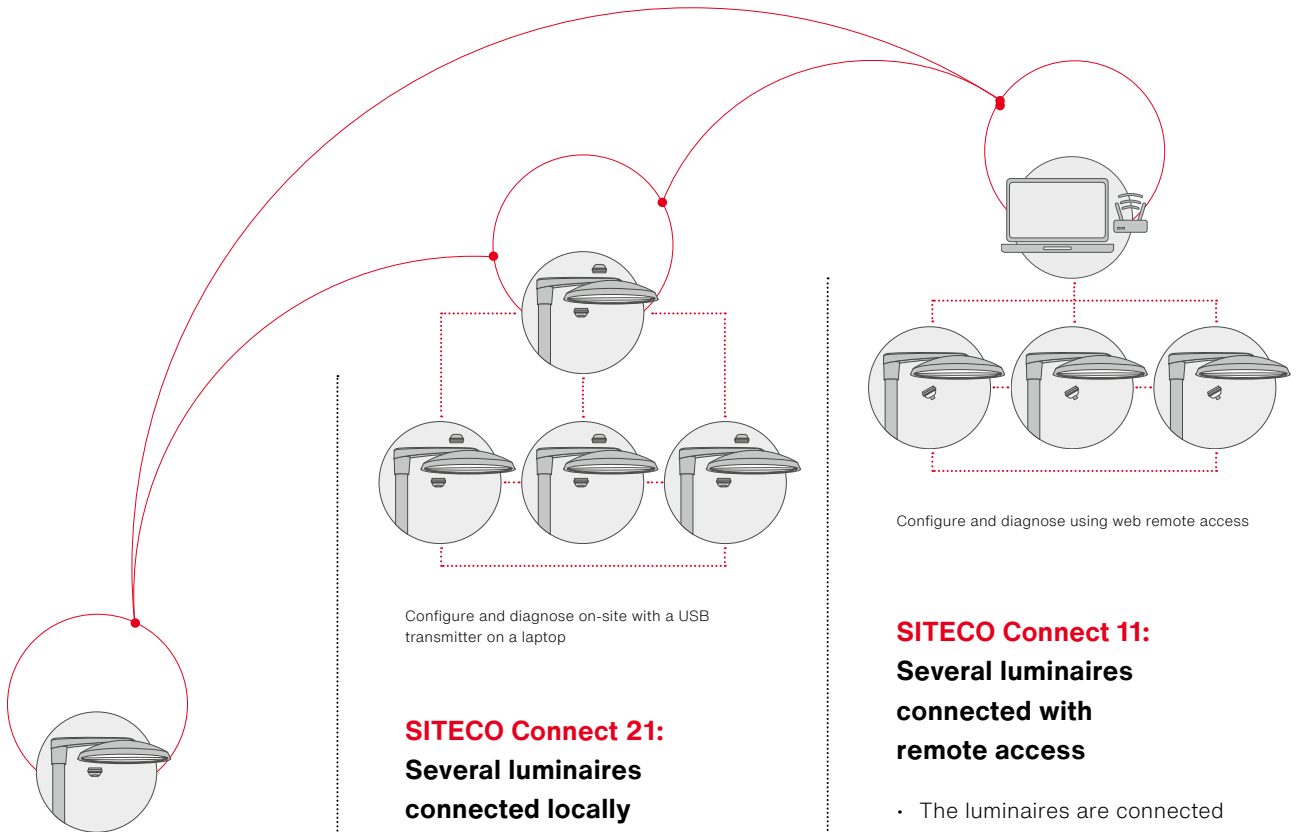 Configure and diagnose on-site with a USB
transmitter on a laptop
SITECO Connect 21:
Several luminaires
connected locally
Configure and diagnose using web remote access
SITECO Connect 11:
Several luminaires
connected with
remote access
• The luminaires are connected